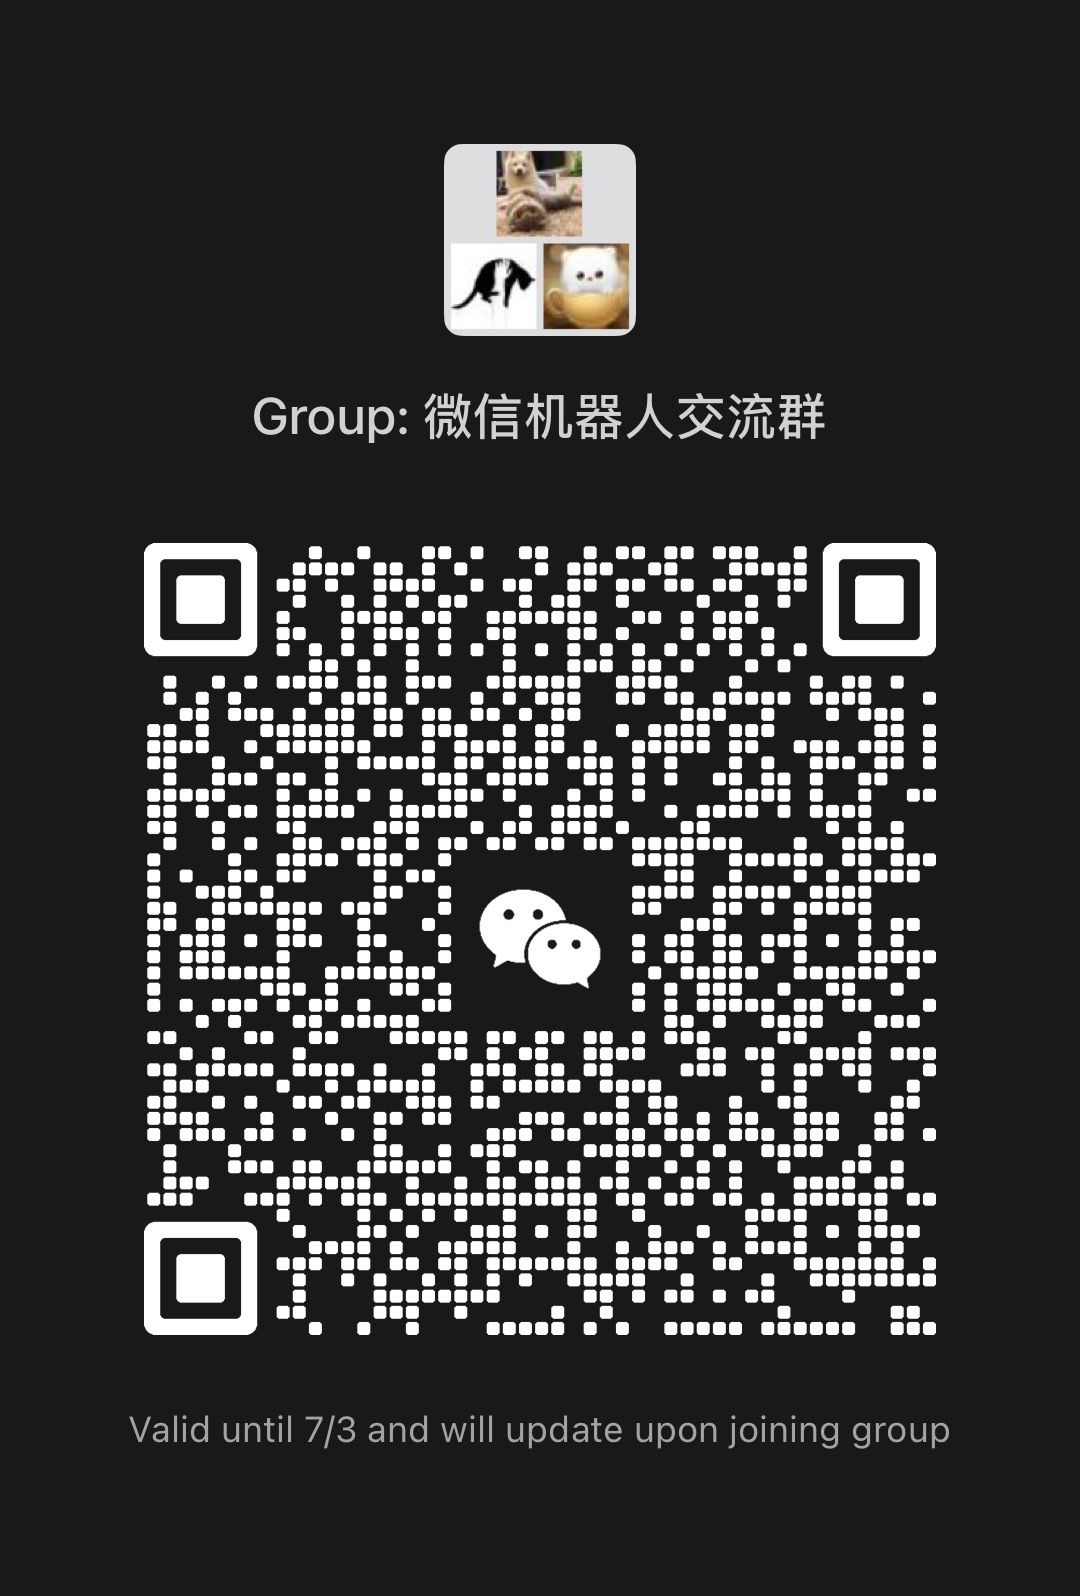 Group: 微信机器人交流群
Valid until 7/3 and will update upon joining group